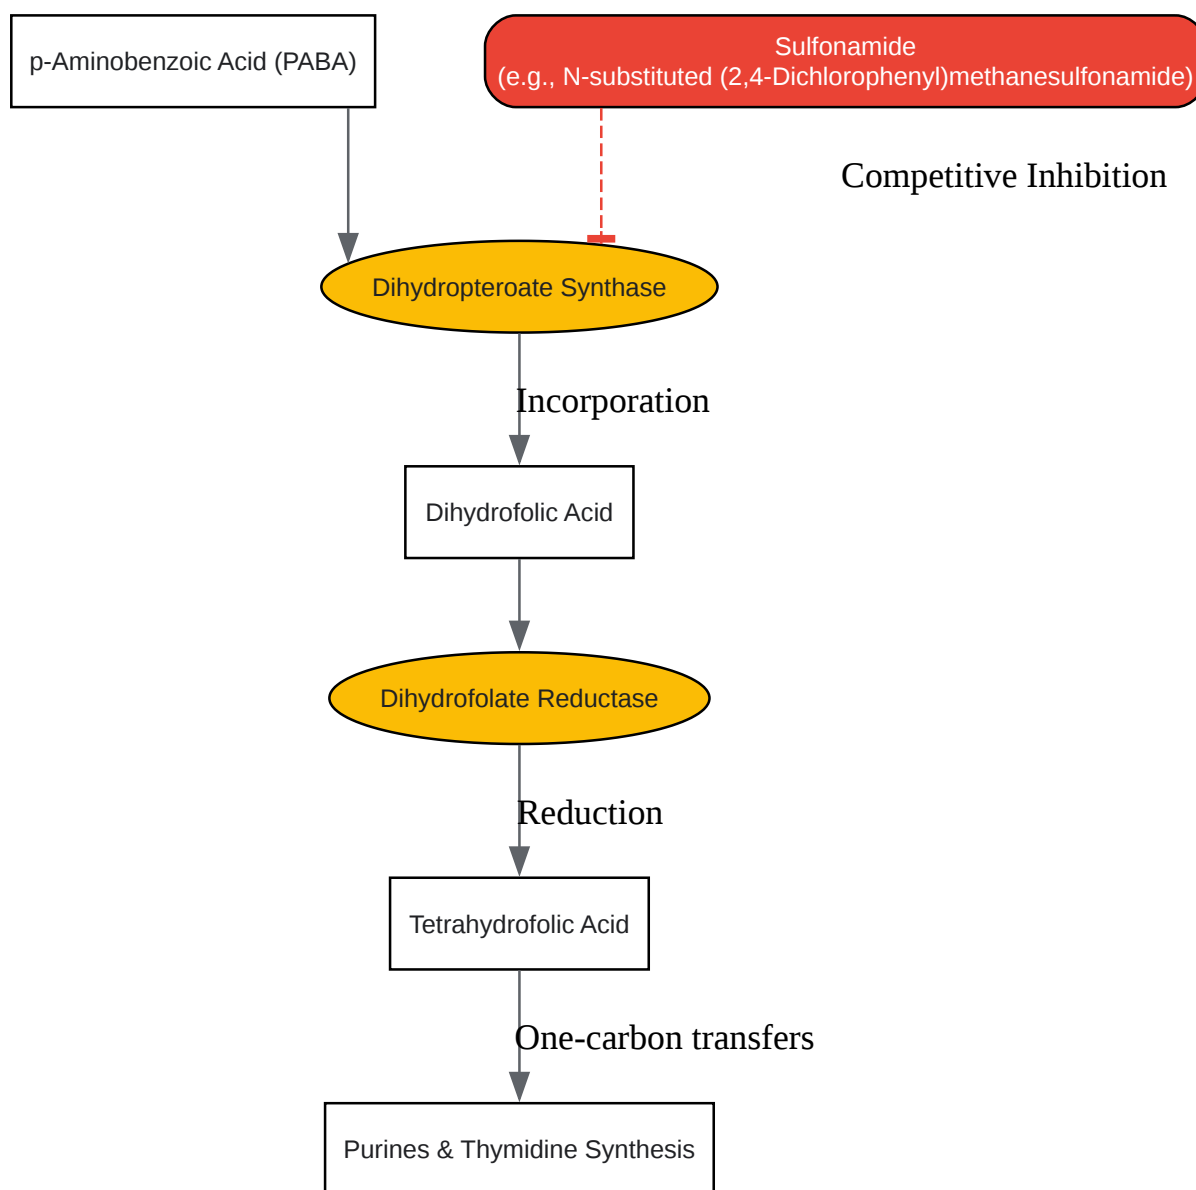 p-Aminobenzoic Acid (PABA)
Sulfonamide
(e.g., N-substituted (2,4-Dichlorophenyl)methanesulfonamide)
Competitive Inhibition
Dihydropteroate Synthase
Incorporation
Dihydrofolic Acid
Dihydrofolate Reductase
Reduction
Tetrahydrofolic Acid
One-carbon transfers
Purines & Thymidine Synthesis